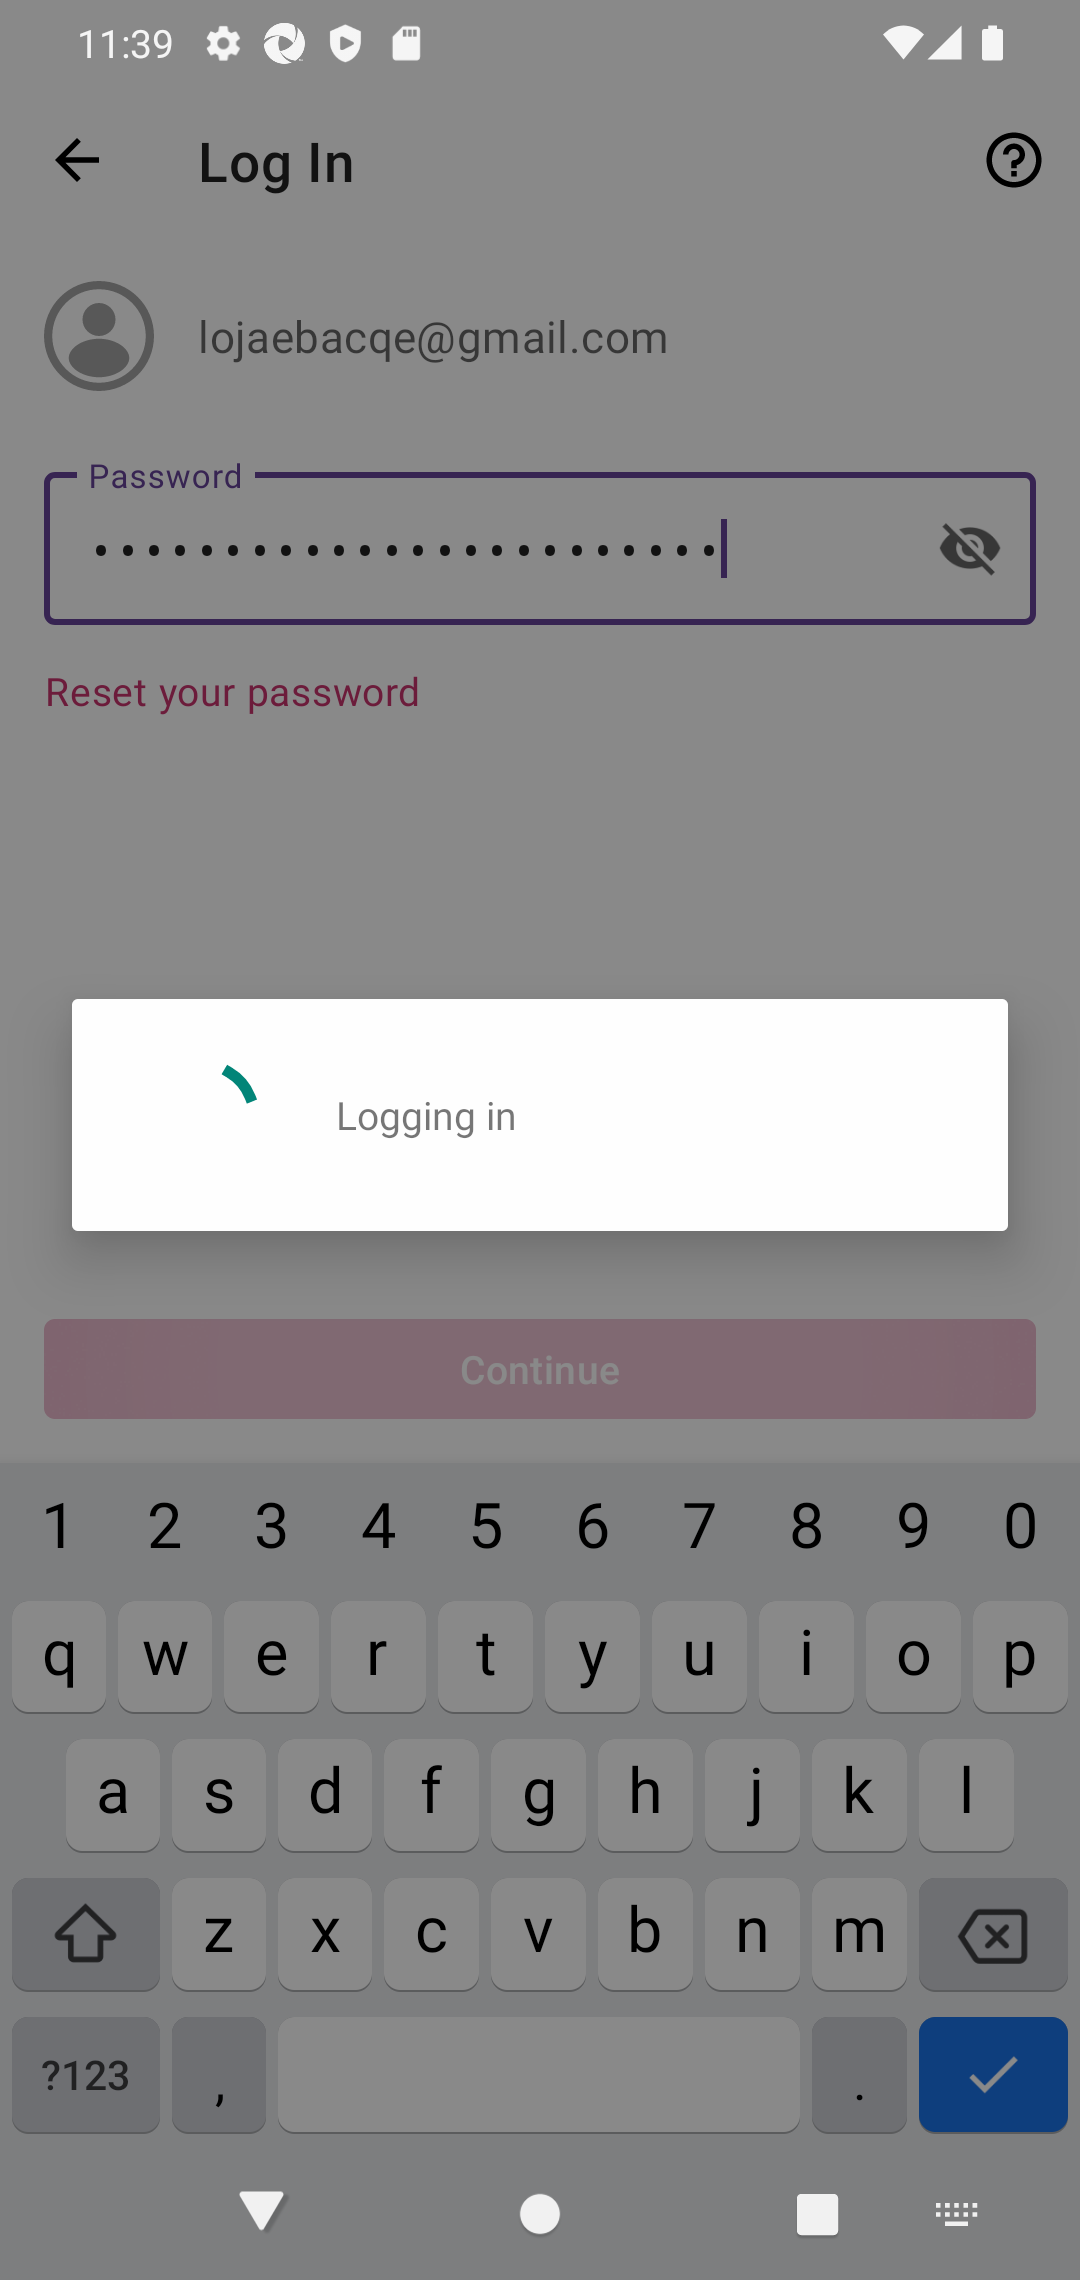 11:39
Log In
lojaebacqe@gmail.com
Password
Reset your password
Logging in
Continue
1 2 3 4 5 6 7 8 9 0
q w e r t y u i o p
a s d f g h j k l
z x c v b n m
?123 , .